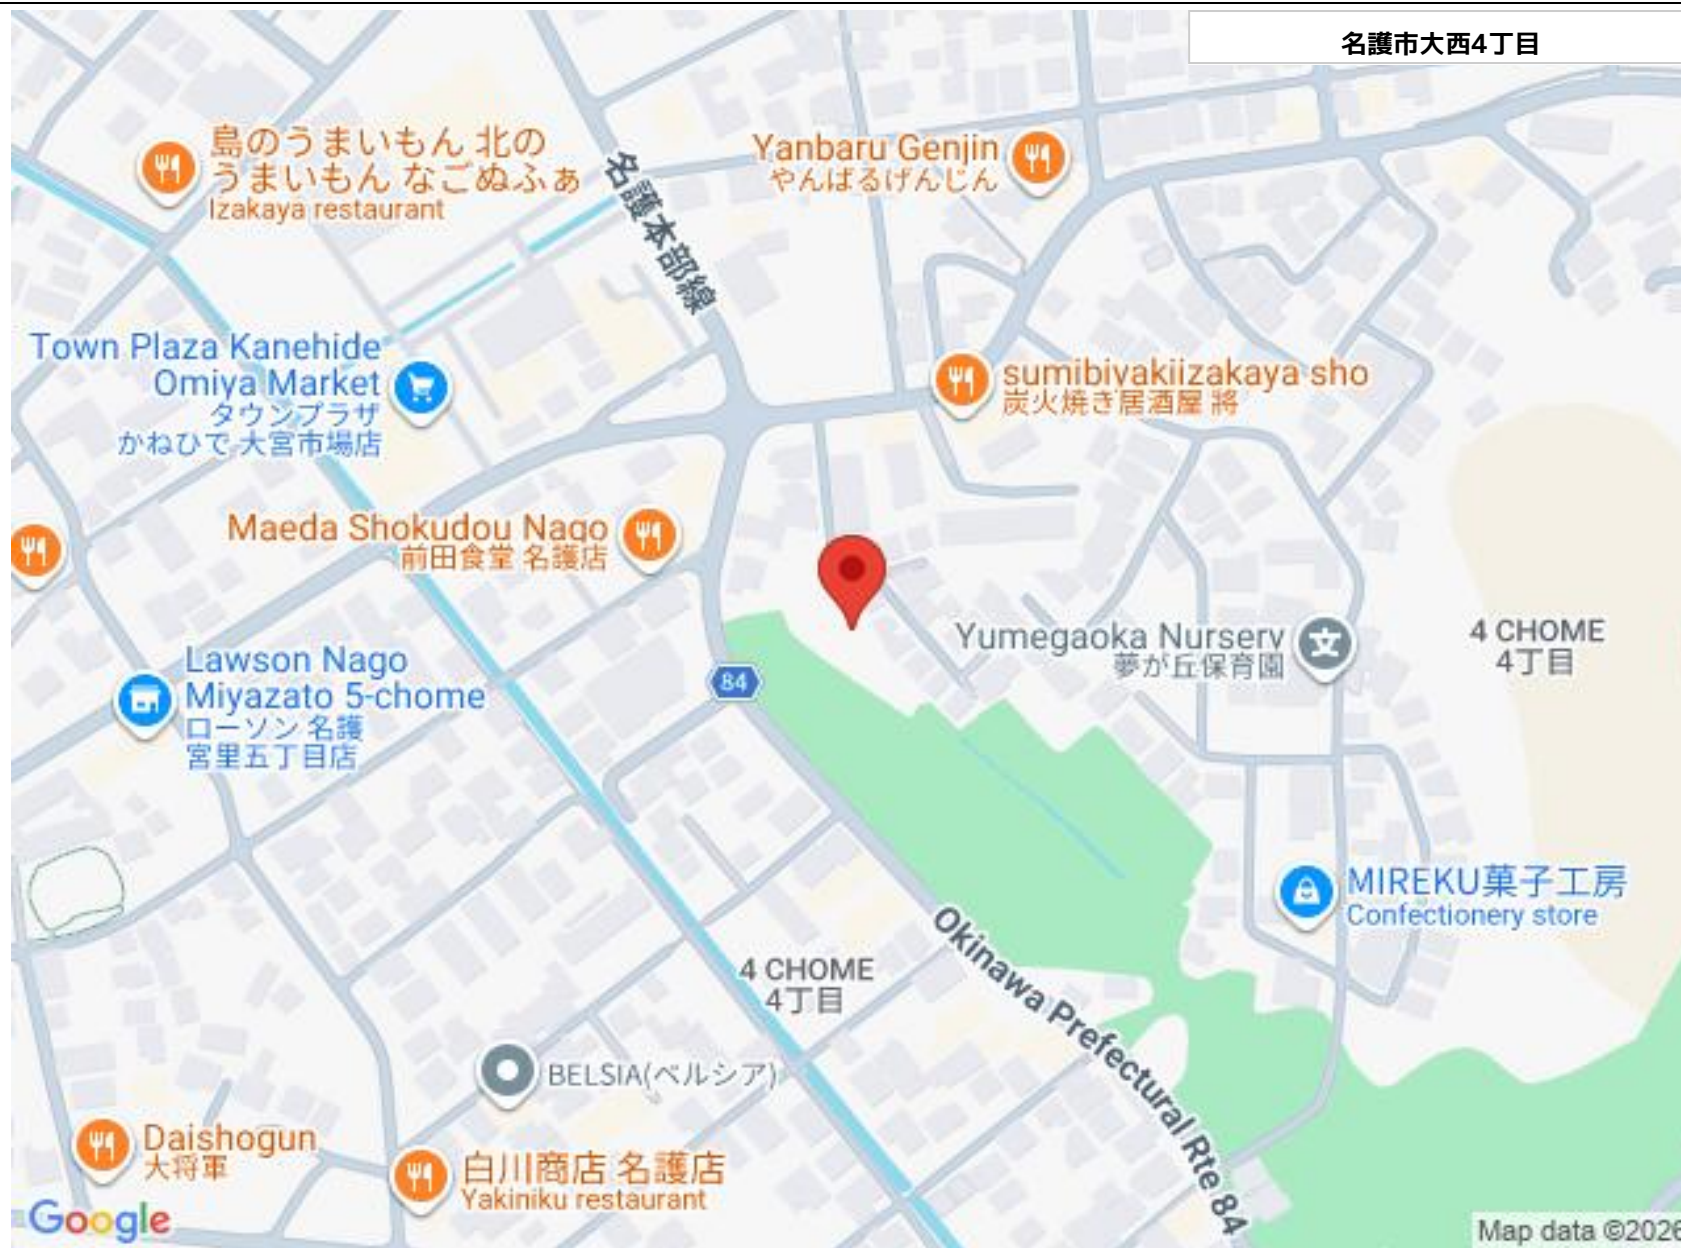 名護市大西4丁目
島のうまいもん 北の
うまいもん なごぬふぁ
Izakaya restaurant
名護本部線
Yanbaru Genjin
やんばるげんじん
Town Plaza Kanehide
Omiya Market
タウンプラザ
かねひで 大宮市場店
sumibiyakiizakaya sho
炭火焼き居酒屋 將
Maeda Shokudou Nago
前田食堂 名護店
Yumegaoka Nursery
夢が丘保育園
4 CHOME
4丁目
Lawson Nago
Miyazato 5-chome
ローソン 名護
宮里五丁目店
84
MIREKU菓子工房
Confectionery store
Okinawa Prefectural Rte 84
4 CHOME
4丁目
BELSIA(ベルシア)
Daishogun
大将軍
白川商店 名護店
Yakiniku restaurant
Google
Map data ©2026